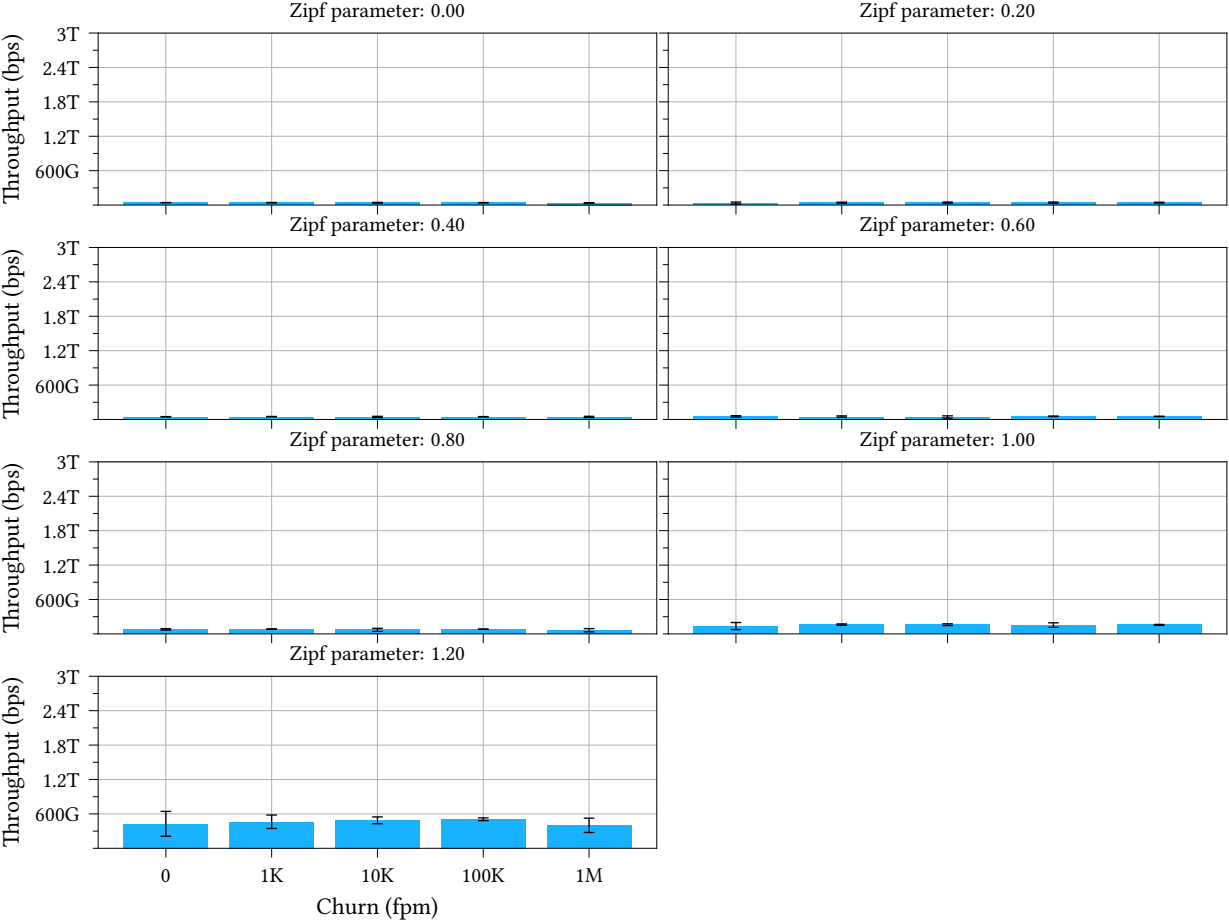 Zipf parameter: 0.00
Zipf parameter: 0.20
Throughput (bps)
3T
2.4T
1.8T
1.2T
600G
Zipf parameter: 0.40
Zipf parameter: 0.60
Throughput (bps)
3T
2.4T
1.8T
1.2T
600G
Zipf parameter: 0.80
Zipf parameter: 1.00
Throughput (bps)
3T
2.4T
1.8T
1.2T
600G
Zipf parameter: 1.20
Throughput (bps)
3T
2.4T
1.8T
1.2T
600G
0 1K 10K 100K 1M
Churn (fpm)